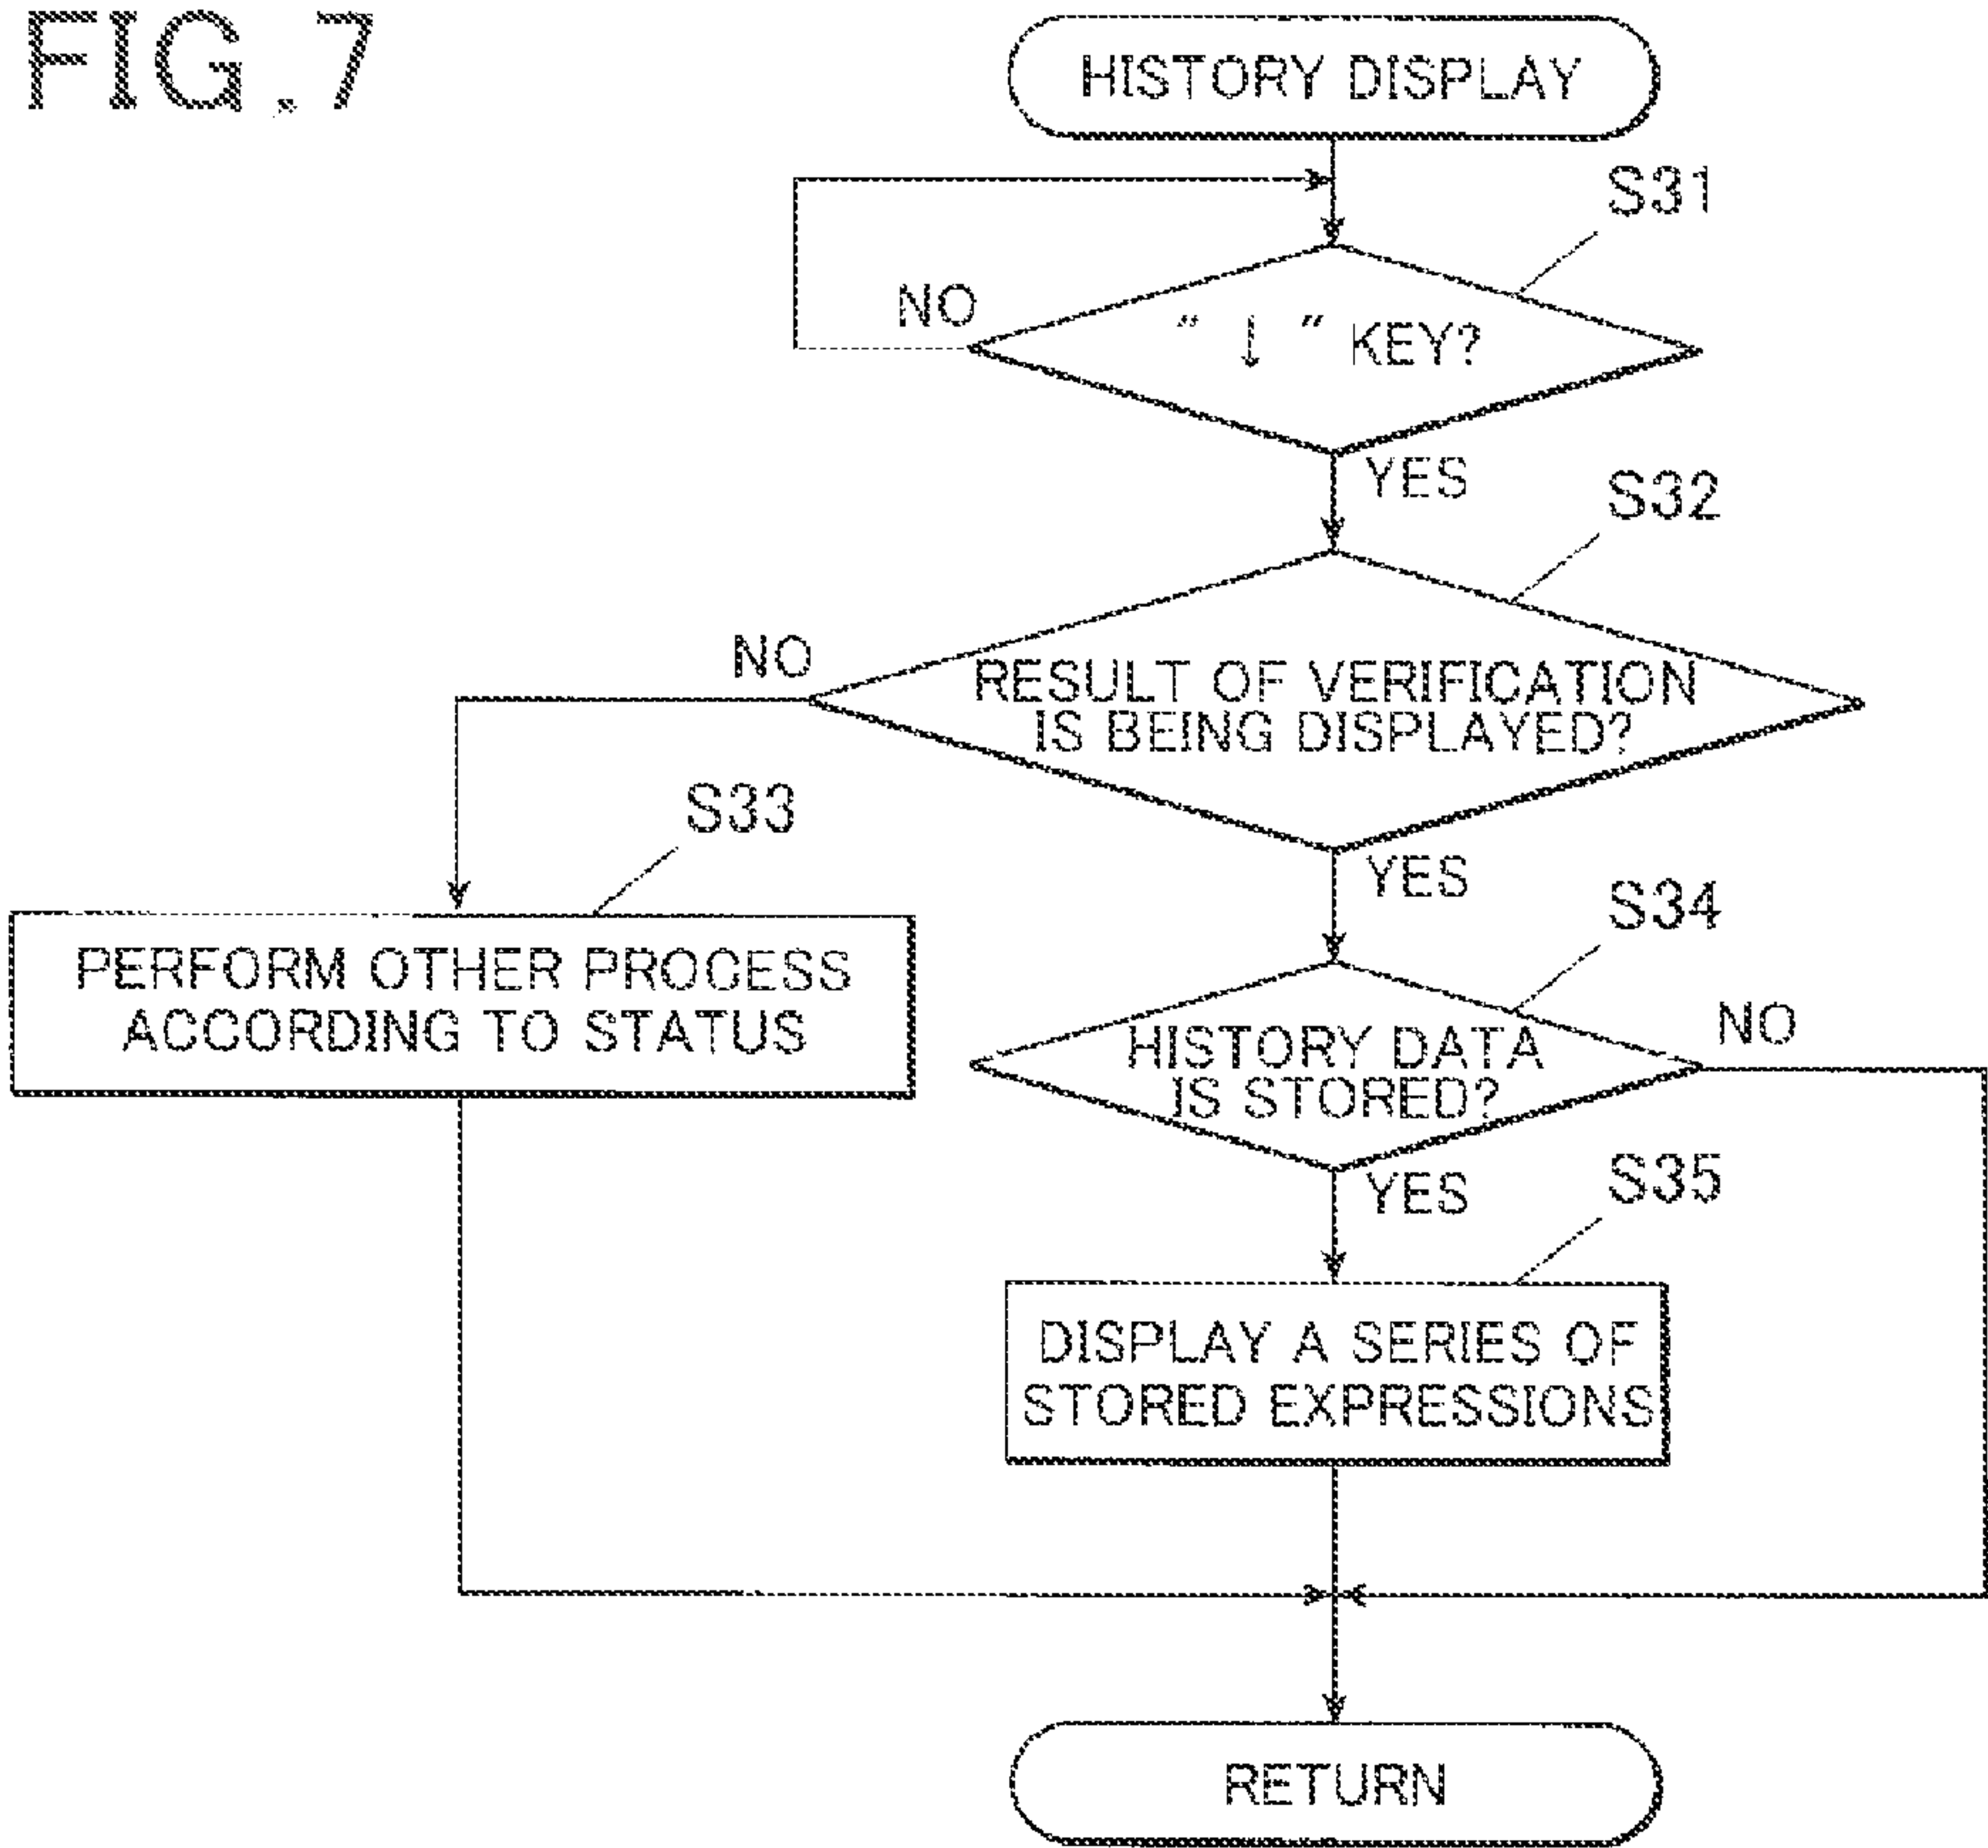 FIG.7
HISTORY DISPLAY
S31
NO
"↓" KEY?
YES
S32
NO
RESULT OF VERIFICATION
IS BEING DISPLAYED?
S33
YES
S34
PERFORM OTHER PROCESS
ACCORDING TO STATUS
NO
HISTORY DATA
IS STORED?
YES
S35
DISPLAY A SERIES OF
STORED EXPRESSIONS
RETURN